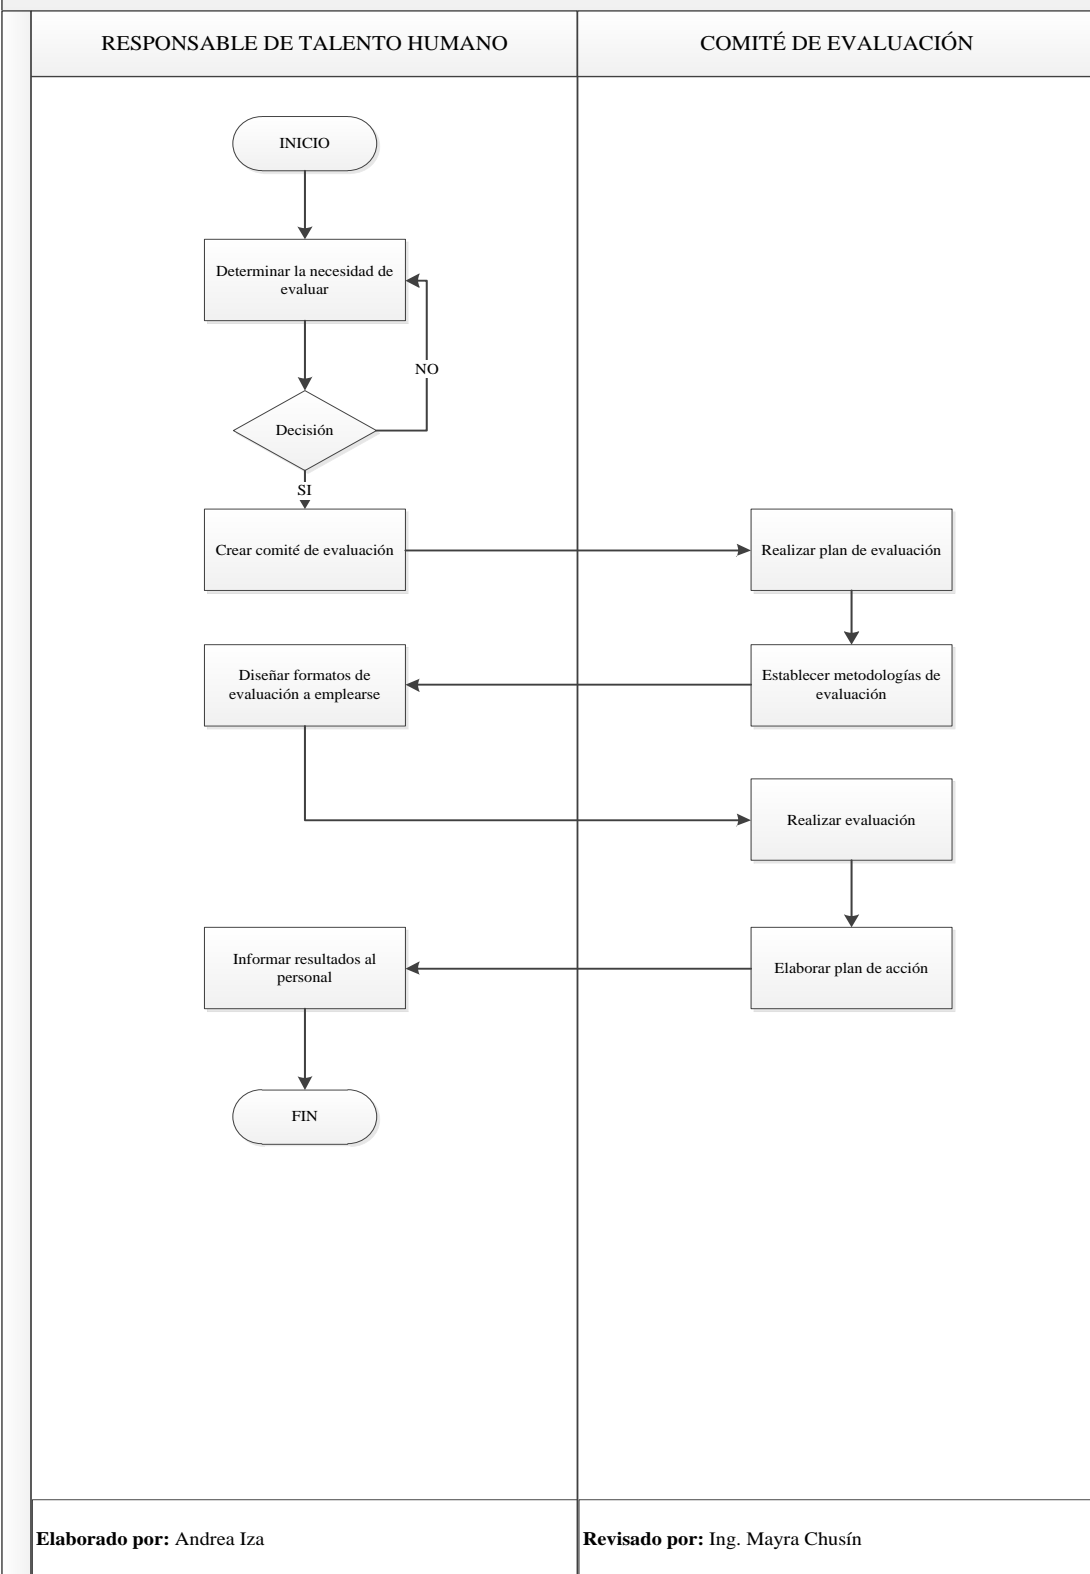 RESPONSABLE DE TALENTO HUMANO
COMITÉ DE EVALUACIÓN
INICIO
Determinar la necesidad de
evaluar
NO
Decisión
SI
Crear comité de evaluación
Realizar plan de evaluación
Diseñar formatos de
evaluación a emplearse
Establecer metodologías de
evaluación
Realizar evaluación
Informar resultados al
personal
Elaborar plan de acción
FIN
Elaborado por: Andrea Iza
Revisado por: Ing. Mayra Chusín